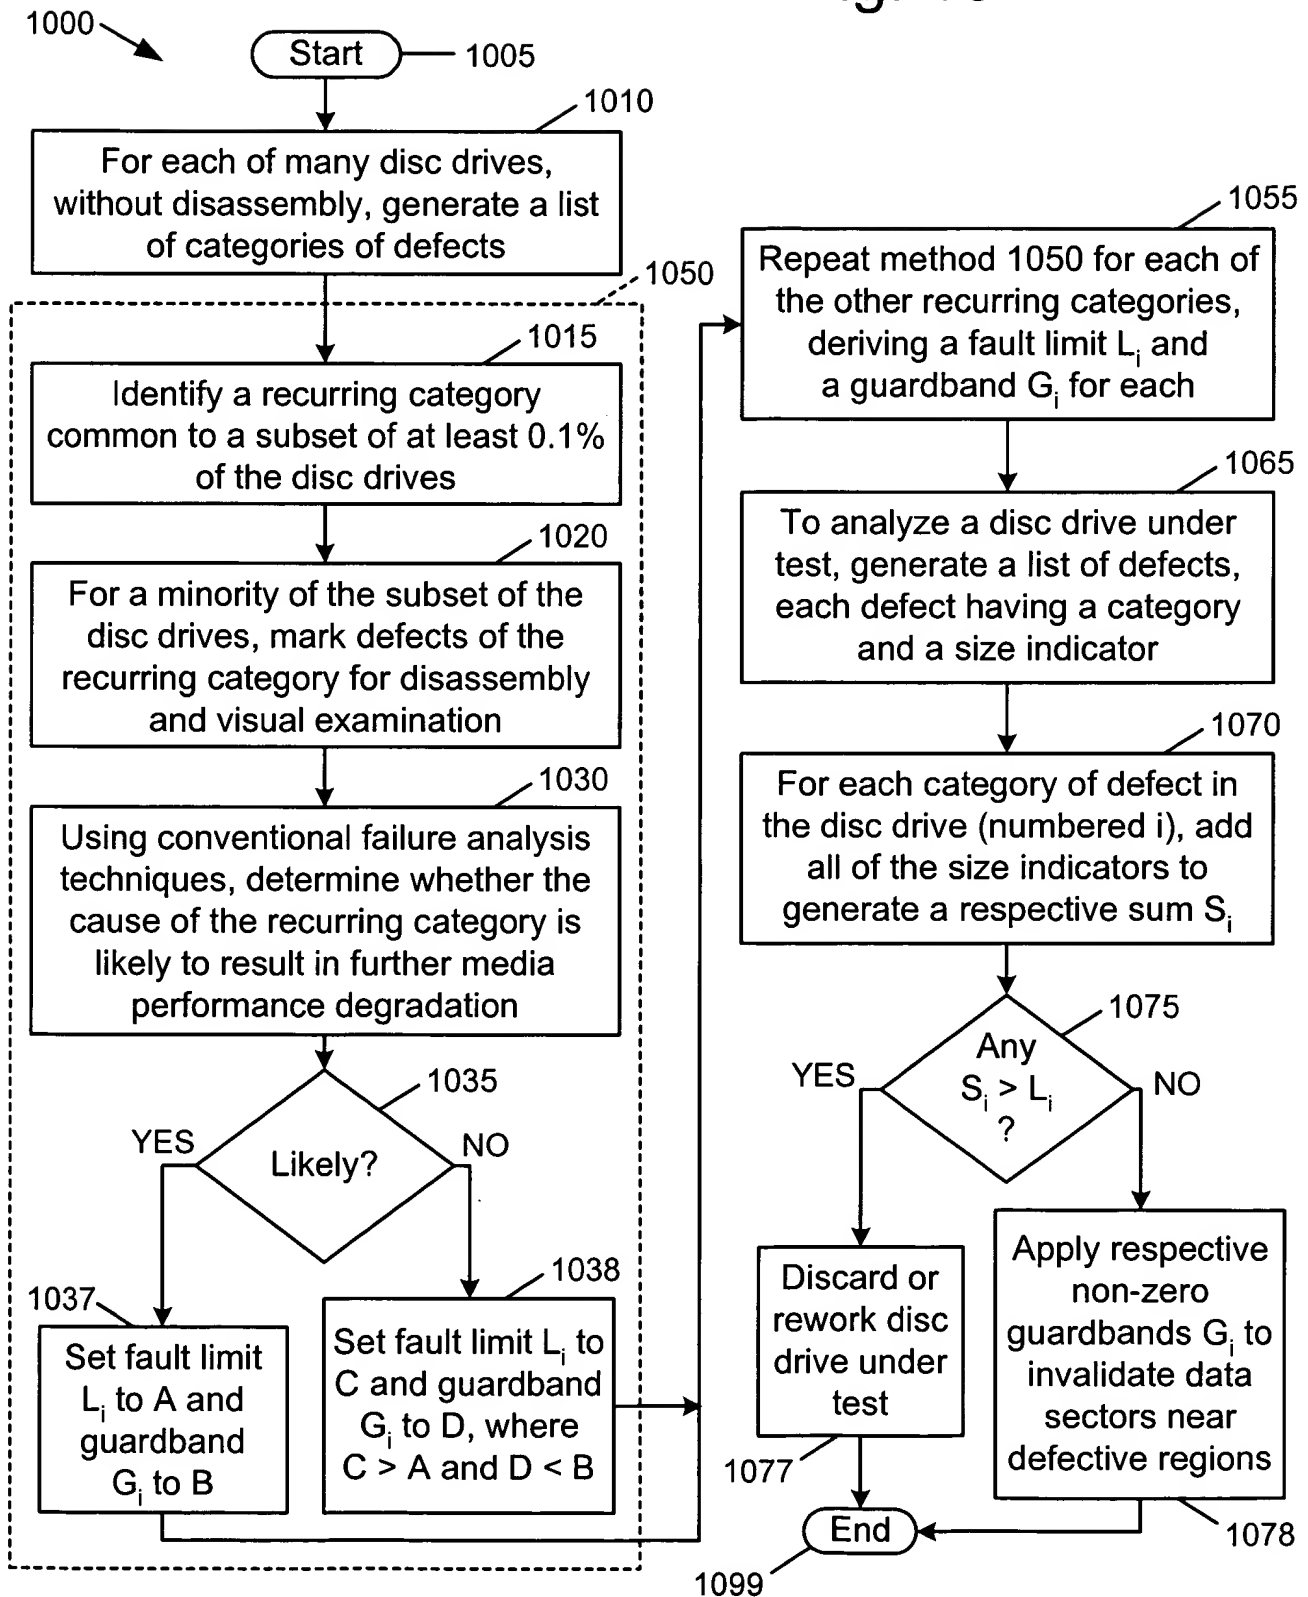 1000
Start
1005
1010
For each of many disc drives,
without disassembly, generate a list
of categories of defects
1050
1015
Identify a recurring category
common to a subset of at least 0.1%
of the disc drives
1020
For a minority of the subset of the
disc drives, mark defects of the
recurring category for disassembly
and visual examination
1030
Using conventional failure analysis
techniques, determine whether the
cause of the recurring category is
likely to result in further media
performance degradation
1035
YES
NO
Likely?
1037
Set fault limit
Li to A and
guardband
Gi to B
1038
Set fault limit Li to
C and guardband
Gi to D, where
C > A and D < B
1055
Repeat method 1050 for each of
the other recurring categories,
deriving a fault limit Li and
a guardband Gi for each
1065
To analyze a disc drive under
test, generate a list of defects,
each defect having a category
and a size indicator
1070
For each category of defect in
the disc drive (numbered i), add
all of the size indicators to
generate a respective sum Si
1075
Any
Si > Li
?
YES
NO
Discard or
rework disc
drive under
test
1077
Apply respective
non-zero
guardbands Gi to
invalidate data
sectors near
defective regions
1078
End
1099